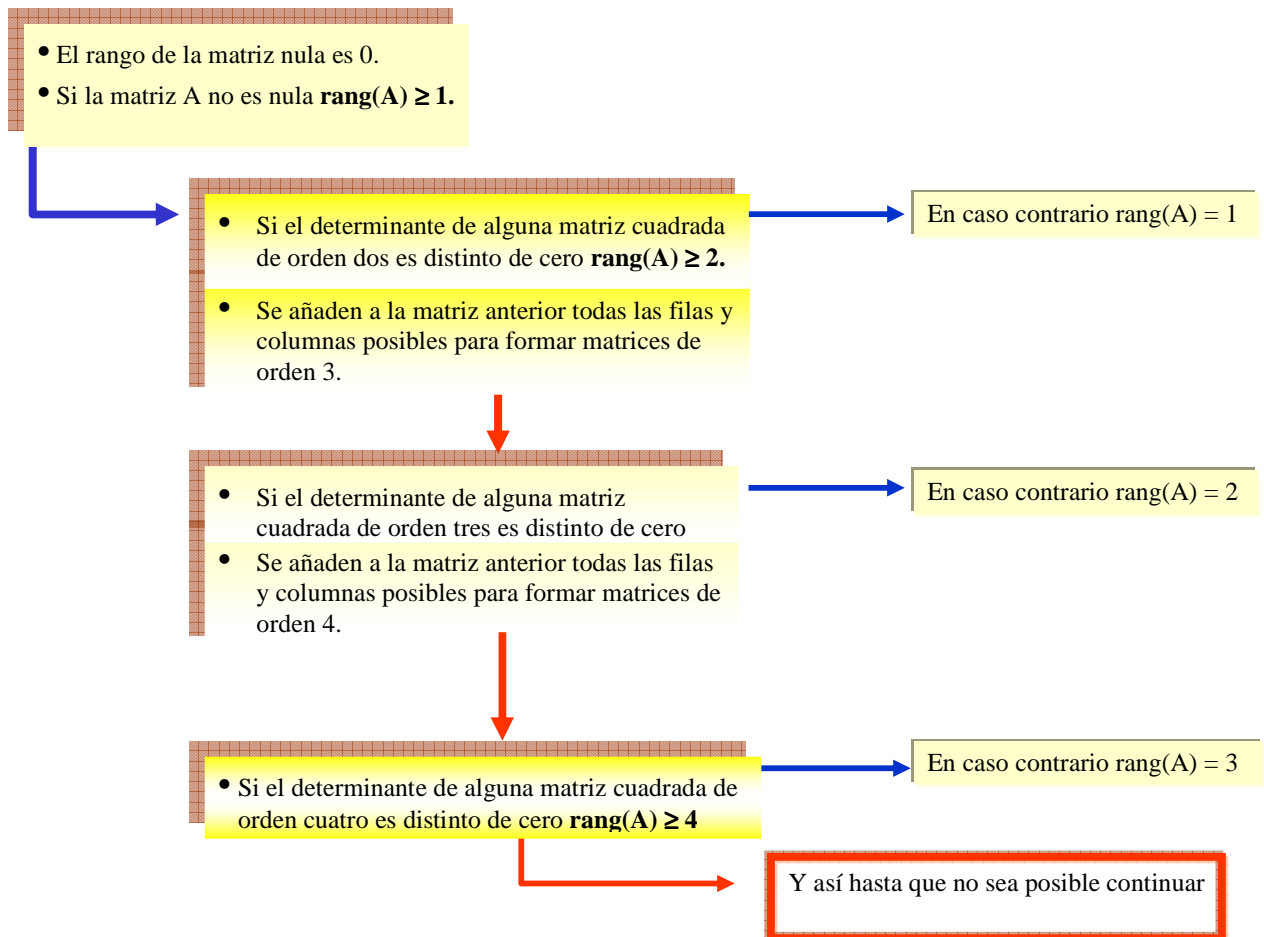 • El rango de la matriz nula es 0.
• Si la matriz A no es nula rang(A) ≥ 1.
• Si el determinante de alguna matriz cuadrada
de orden dos es distinto de cero rang(A) ≥ 2.
En caso contrario rang(A) = 1
• Se añaden a la matriz anterior todas las filas y
columnas posibles para formar matrices de
orden 3.
• Si el determinante de alguna matriz
cuadrada de orden tres es distinto de cero
En caso contrario rang(A) = 2
• Se añaden a la matriz anterior todas las filas
y columnas posibles para formar matrices de
orden 4.
• Si el determinante de alguna matriz cuadrada de
orden cuatro es distinto de cero rang(A) ≥ 4
En caso contrario rang(A) = 3
Y así hasta que no sea posible continuar